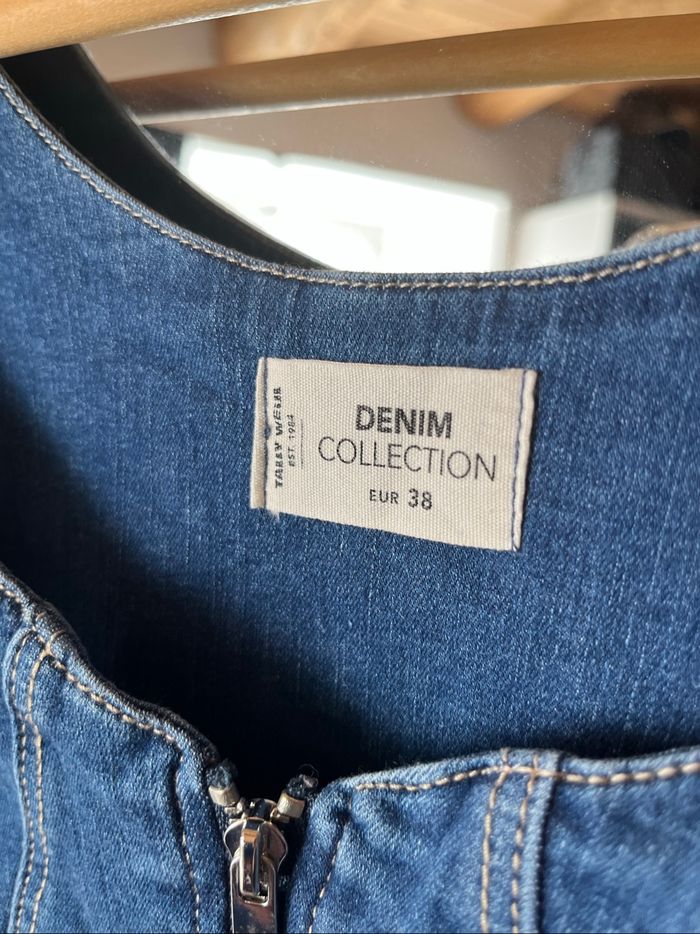 TALLY WEiJL
EST. 1984
DENIM
COLLECTION
EUR 38